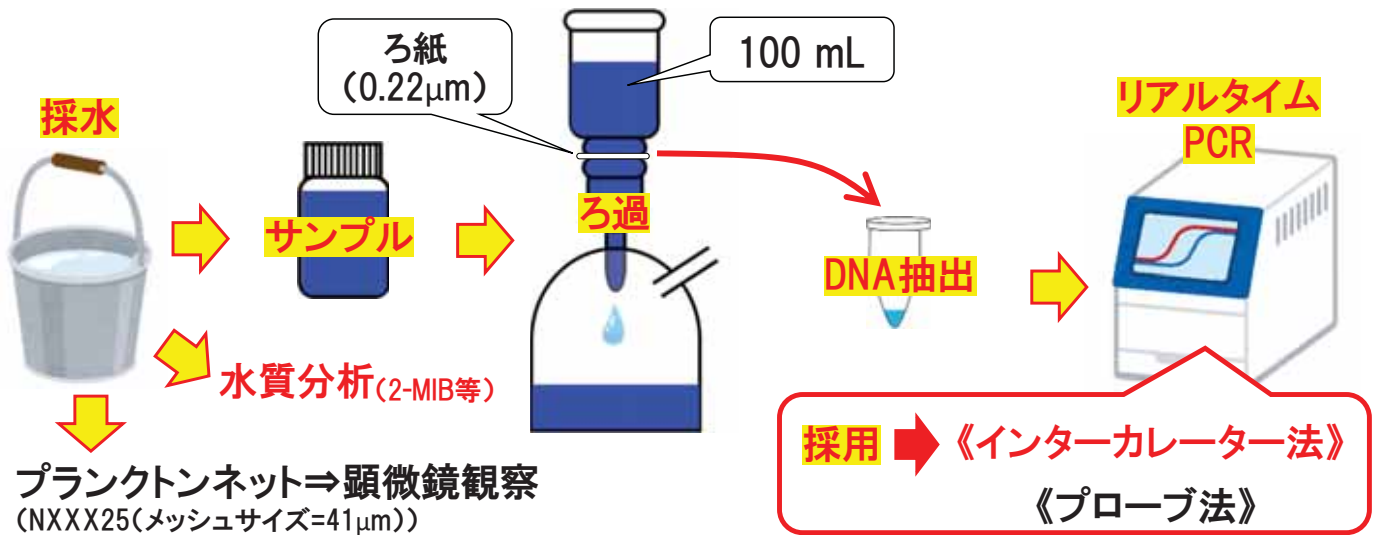 採水
サンプル
ろ紙
(0.22μm)
100 mL
ろ過
DNA抽出
リアルタイム
PCR
水質分析(2-MIB等)
プランクトンネット⇒顕微鏡観察
(NXXX25(メッシュサイズ=41μm))
採用
《インターカレーター法》
《プローブ法》